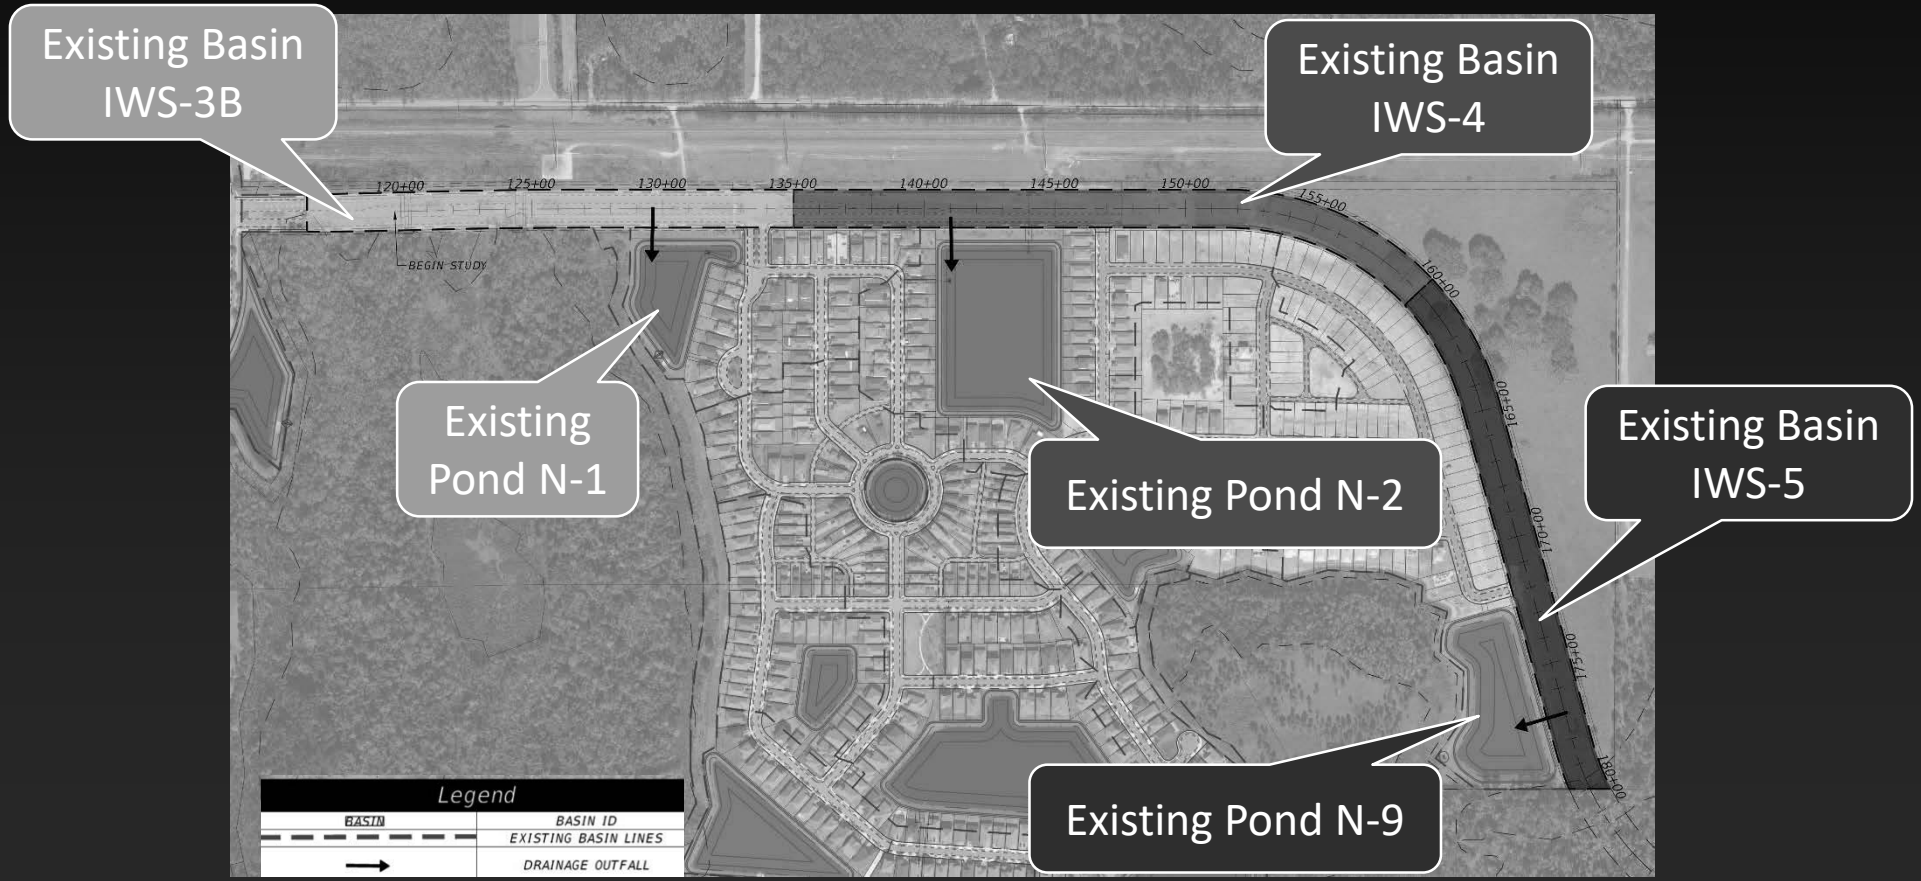 Existing Basin
IWS-3B
Existing Basin
IWS-4
120+00
125+00
130+00
135+00
140+00
145+00
150+00
155+00
160+00
165+00
170+00
175+00
180+00
BEGIN STUDY
Existing
Pond N-1
Existing Pond N-2
Existing Basin
IWS-5
Existing Pond N-9
Legend
BASIN BASIN ID
EXISTING BASIN LINES
DRAINAGE OUTFALL